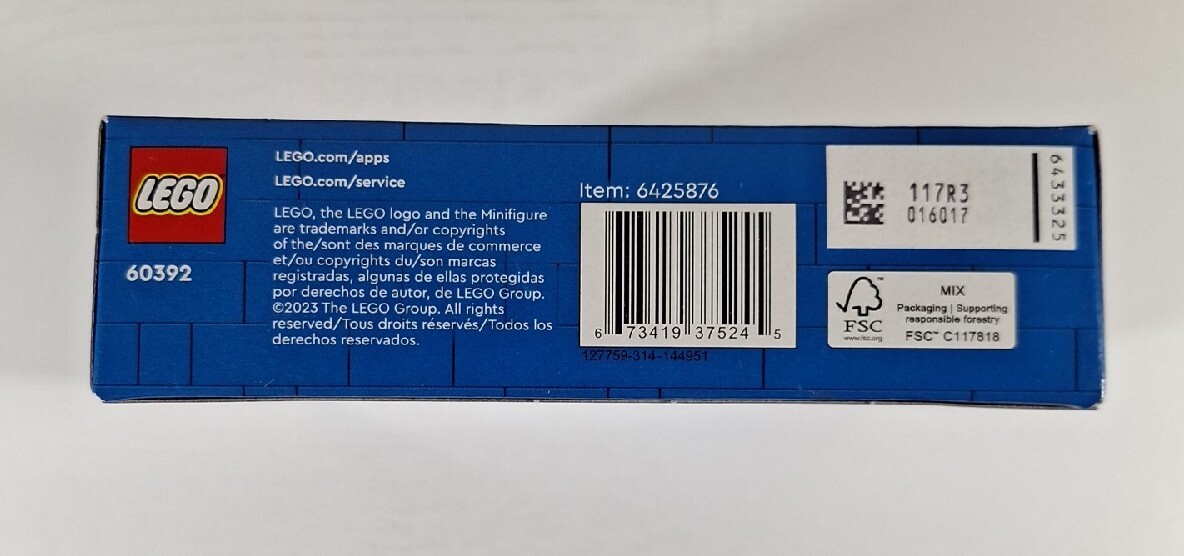 LEGO
60392
LEGO.com/apps
LEGO.com/service
LEGO, the LEGO logo and the Minifigure
are trademarks and/or copyrights
of the/sont des marques de commerce
et/ou copyrights du/son marcas
registradas, algunas de ellas protegidas
por derechos de autor, de LEGO Group.
©2023 The LEGO Group. All rights
reserved/Tous droits réservés/Todos los
derechos reservados.
Item: 6425876
6 73419 37524 5
127759-314-144951
117R3
016017
6433325
FSC™
www.fsc.org
MIX
Packaging | Supporting
responsible forestry
FSC™ C117818